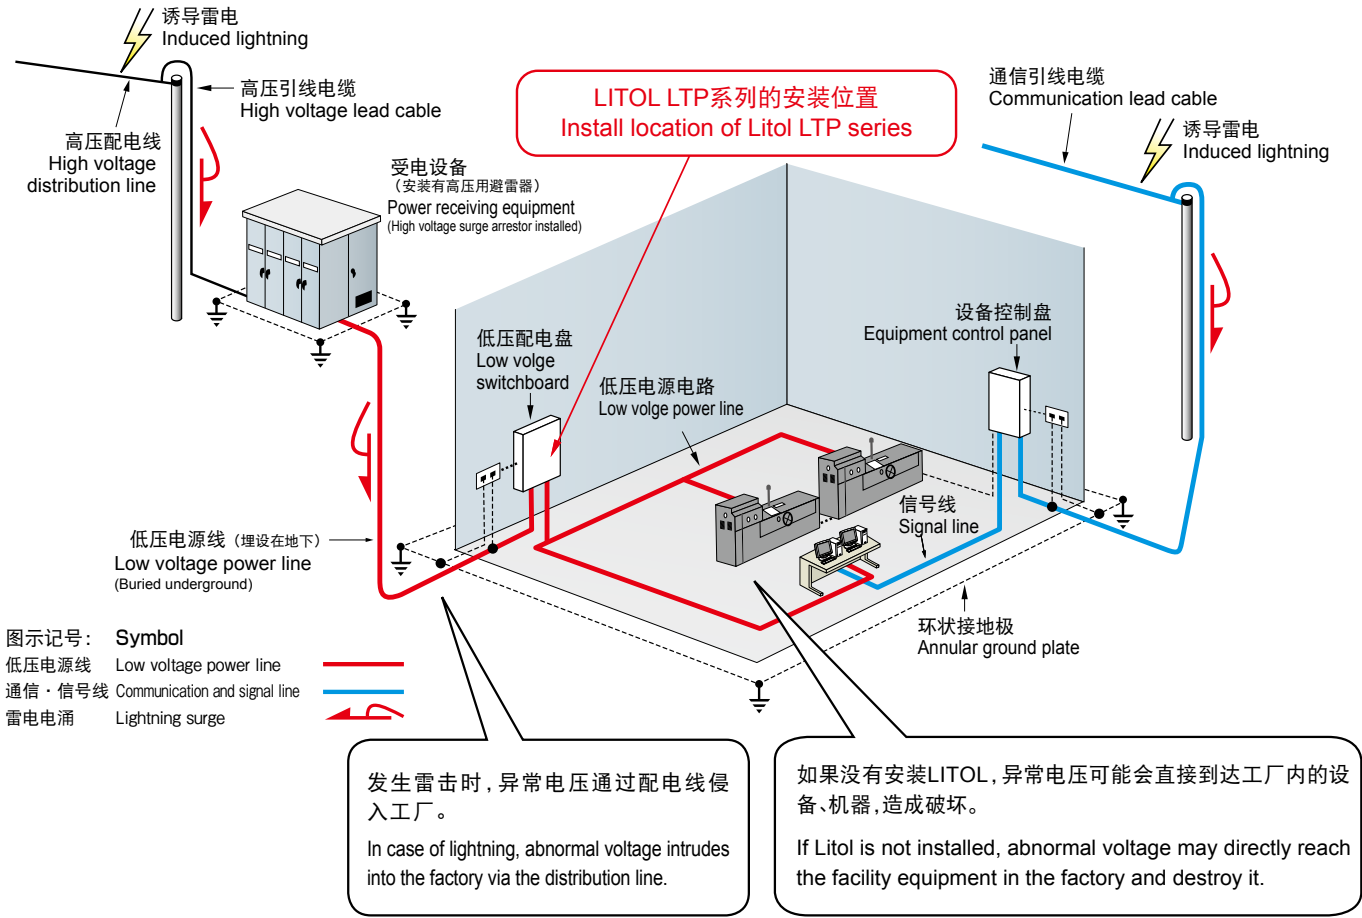 诱导雷电
Induced lightning
高压引线电缆
High voltage lead cable
高压配电线
High voltage
distribution line
受电设备
（安装有高压用避雷器）
Power receiving equipment
(High voltage surge arrestor installed)
LITOL LTP系列的安装位置
Install location of Litol LTP series
通信引线电缆
Communication lead cable
诱导雷电
Induced lightning
设备控制盘
Equipment control panel
低压配电盘
Low volge
switchboard
低压电源电路
Low volge power line
信号线
Signal line
低压电源线（埋设在地下）
Low voltage power line
(Buried underground)
环状接地极
Annular ground plate
图示记号： Symbol
低压电源线 Low voltage power line
通信・信号线 Communication and signal line
雷电电涌 Lightning surge
发生雷击时，异常电压通过配电线侵
入工厂。
In case of lightning, abnormal voltage intrudes
into the factory via the distribution line.
如果没有安装LITOL，异常电压可能会直接到达工厂内的设
备、机器，造成破坏。
If Litol is not installed, abnormal voltage may directly reach
the facility equipment in the factory and destroy it.